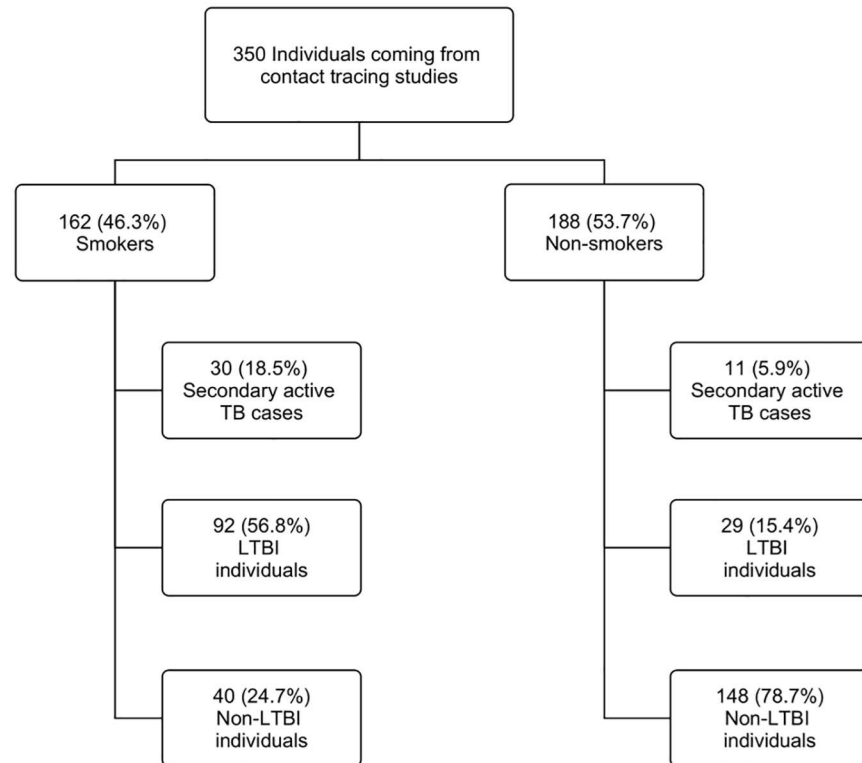 350 Individuals coming from
contact tracing studies
162 (46.3%)
Smokers
188 (53.7%)
Non-smokers
30 (18.5%)
Secondary active
TB cases
11 (5.9%)
Secondary active
TB cases
92 (56.8%)
LTBI
individuals
29 (15.4%)
LTBI
individuals
40 (24.7%)
Non-LTBI
individuals
148 (78.7%)
Non-LTBI
individuals